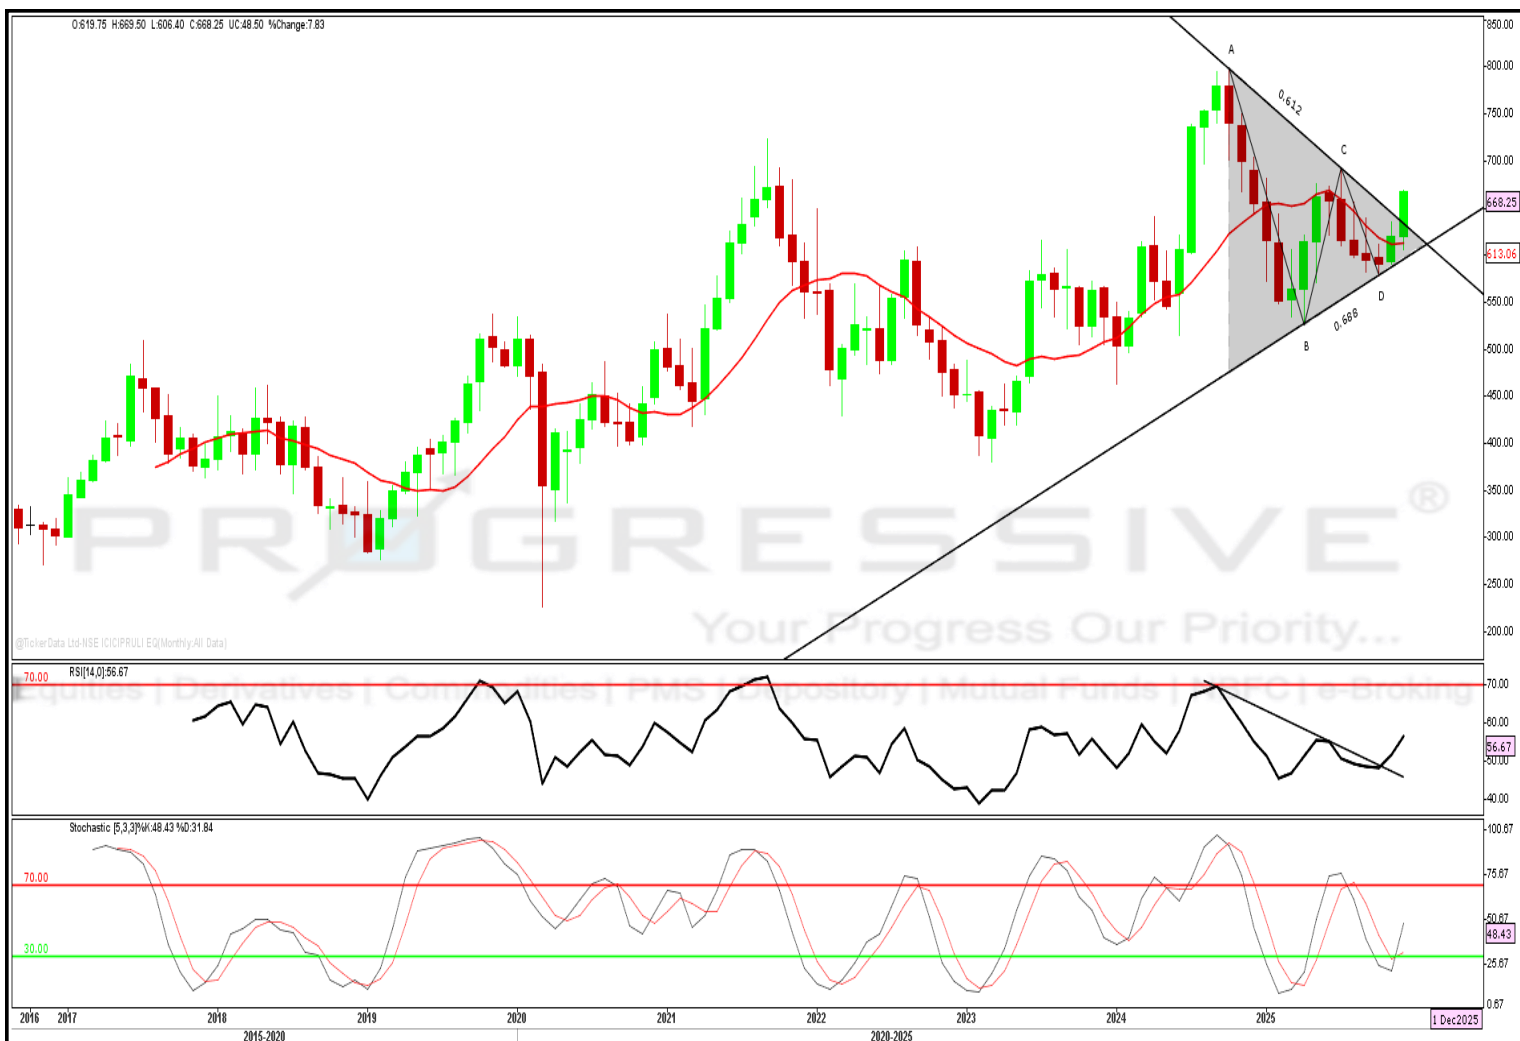 O:619.75 H:669.50 L:606.40 C:668.25 UC:48.50 %Change:7.83
850.00
800.00
750.00
700.00
668.25
613.06
550.00
500.00
450.00
400.00
350.00
300.00
250.00
200.00
A
0.612
C
D
0.688
B
PROGRESSIVE®
Your Progress Our Priority...
@TickerData Ltd-NSE ICICIPRULI EQ(Monthly:All Data)
RSI[14,0]:56.67
70.00
70.00
60.00
56.67
50.00
40.00
Equities | Derivatives | Commodities | PMS | Depository | Mutual Funds | | e-Broking
Stochastic [5,3,3]%K:48.43 %D:31.84
70.00
30.00
100.67
75.67
50.67
48.43
25.67
0.67
2016 2017 2018 2019 2020 2021 2022 2023 2024 2025 1 Dec2025
2015-2020 2020-2025